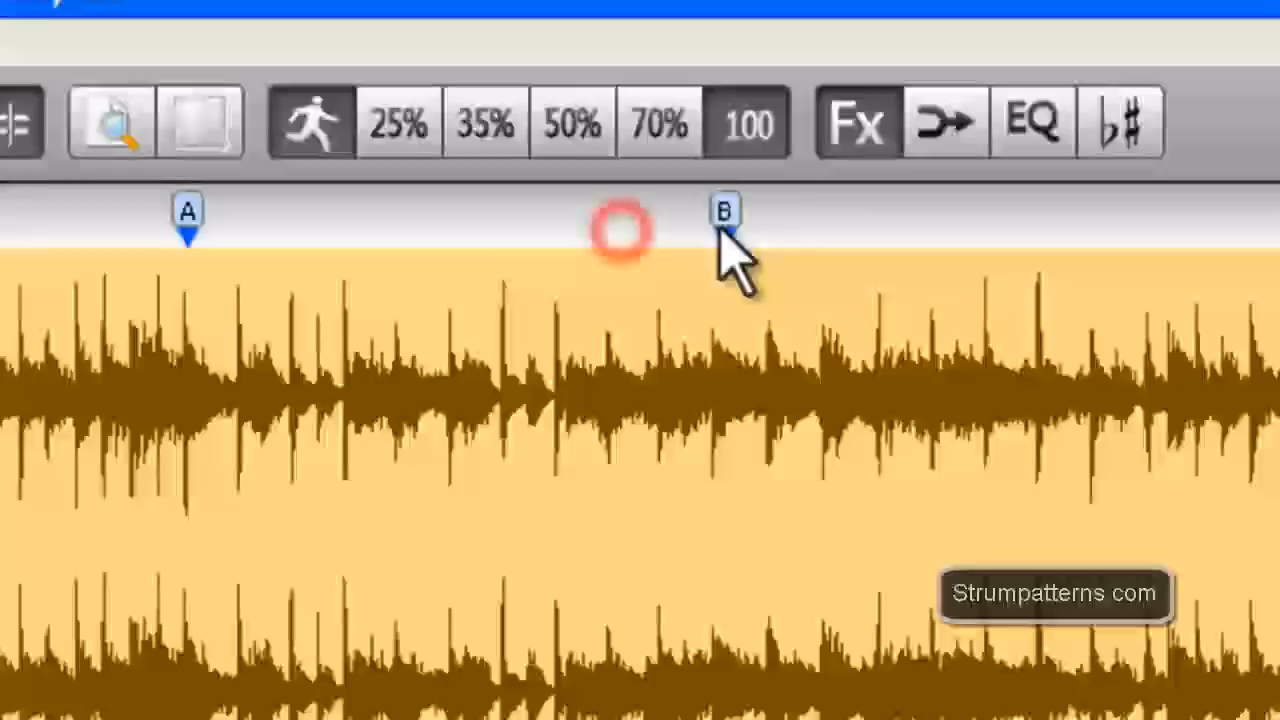 25% 35% 50% 70% 100 Fx EQ ♭♯
A B
Strumpatterns com